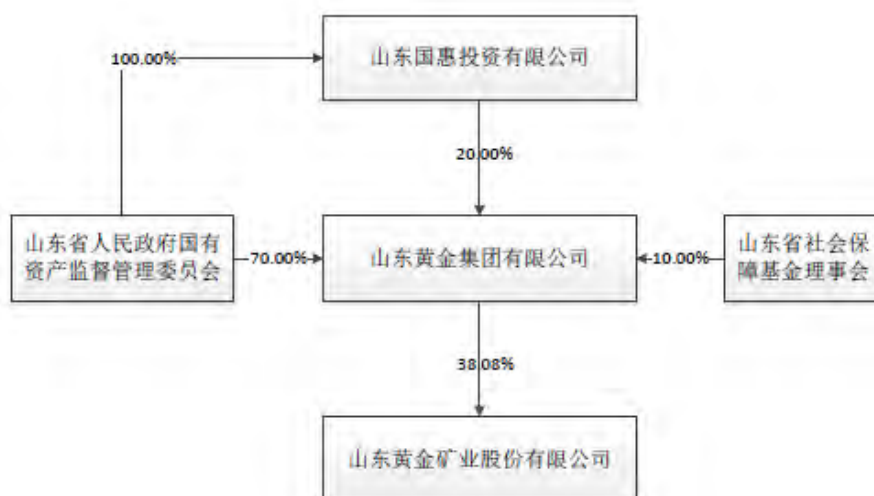 山东国惠投资有限公司
100.00%
20.00%
山东省人民政府国有
资产监督管理委员会
70.00%
山东黄金集团有限公司
10.00%
山东省社会保
障基金理事会
38.08%
山东黄金矿业股份有限公司